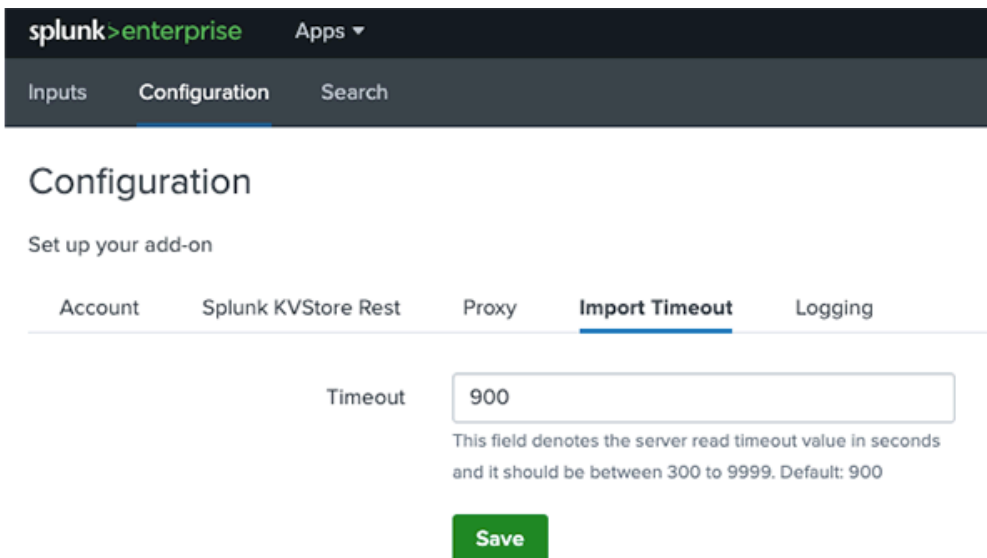 splunk>enterprise Apps ▾
Inputs Configuration Search
Configuration
Set up your add-on
Account Splunk KVStore Rest Proxy Import Timeout Logging
Timeout 900
This field denotes the server read timeout value in seconds
and it should be between 300 to 9999. Default: 900
Save